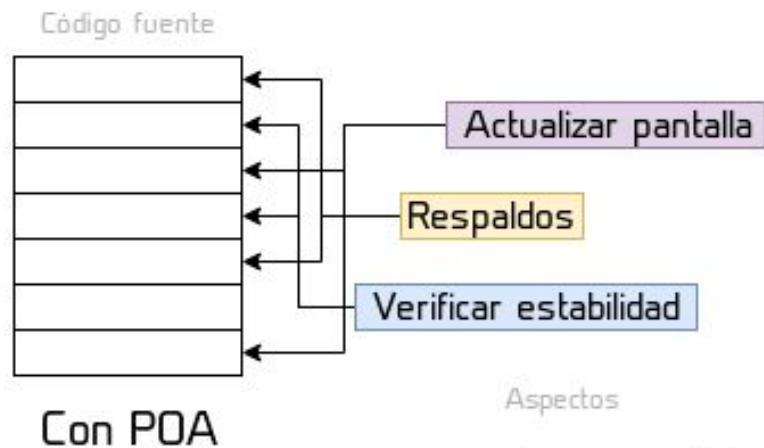 Código fuente
Actualizar pantalla
Respaldos
Verificar estabilidad
Aspectos
Con POA